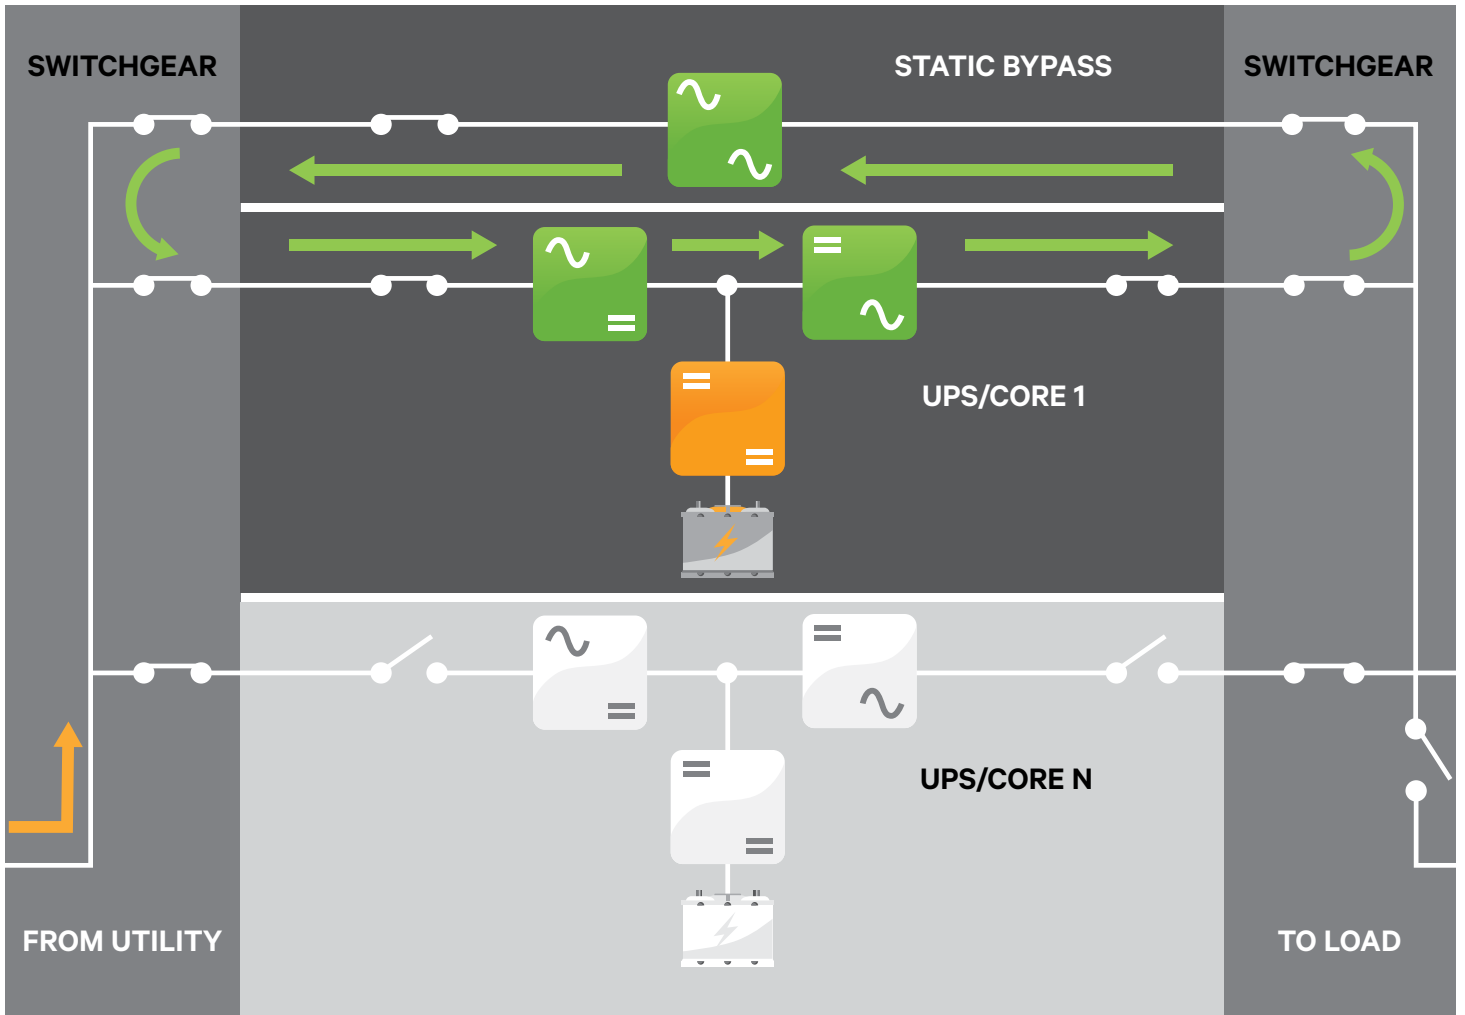 SWITCHGEAR
STATIC BYPASS
SWITCHGEAR
UPS/CORE 1
UPS/CORE N
FROM UTILITY
TO LOAD